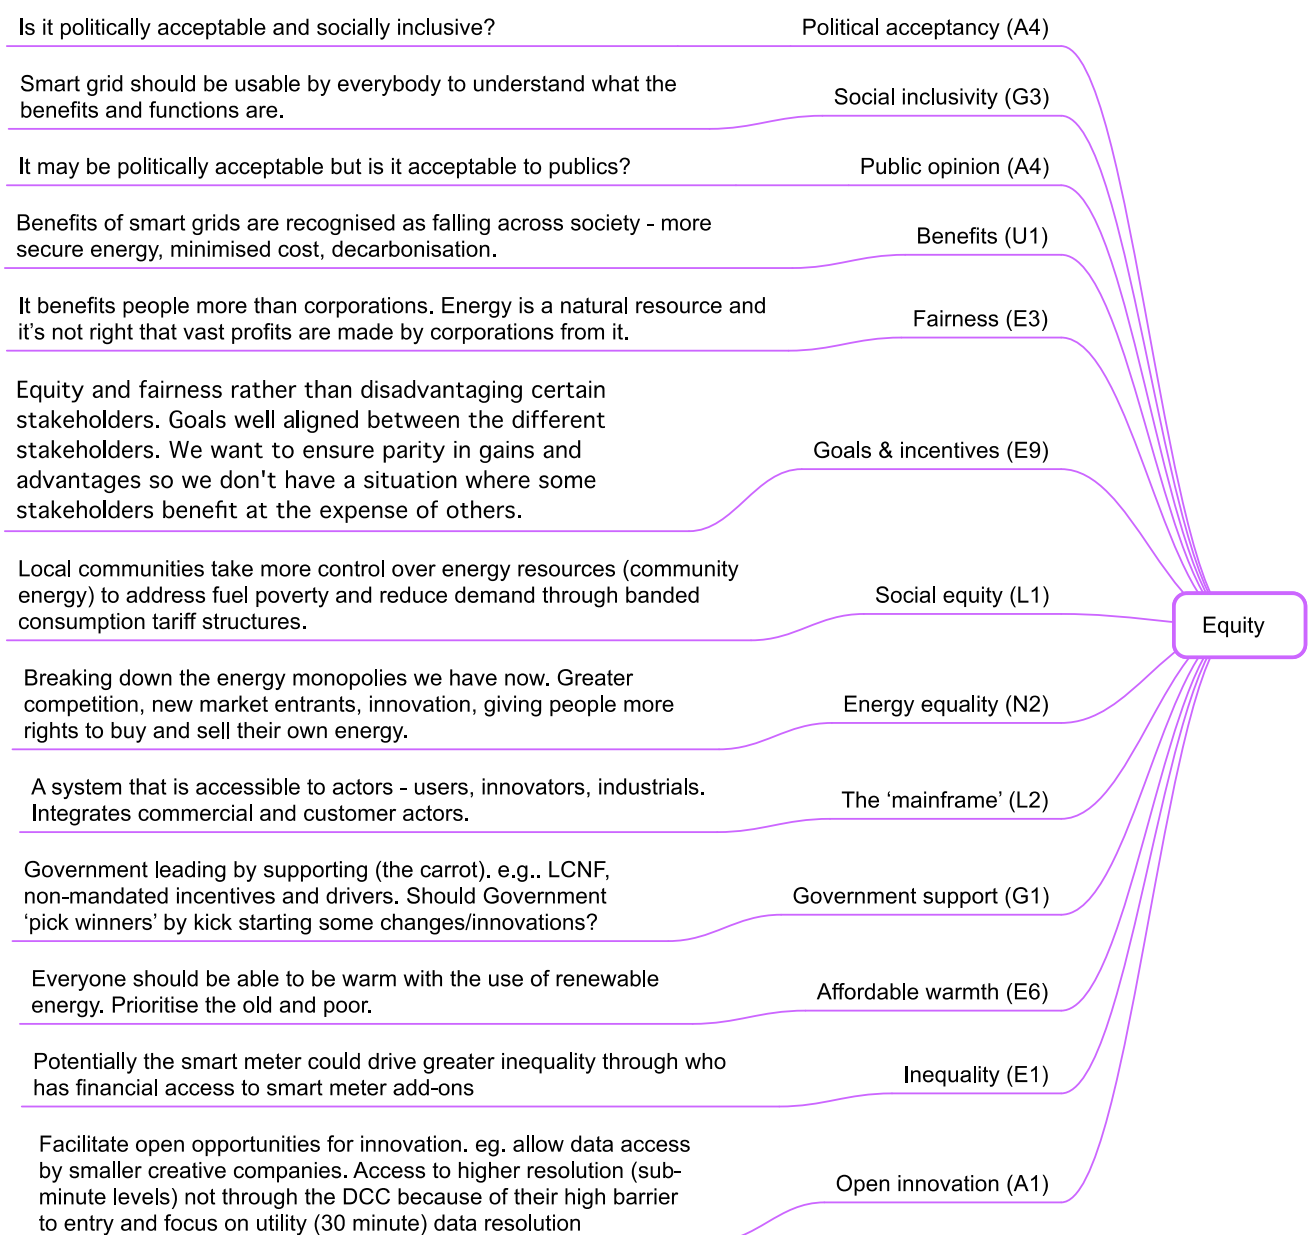 Is it politically acceptable and socially inclusive?
Political acceptancy (A4)
Smart grid should be usable by everybody to understand what the
benefits and functions are.
Social inclusivity (G3)
It may be politically acceptable but is it acceptable to publics?
Public opinion (A4)
Benefits of smart grids are recognised as falling across society - more
secure energy, minimised cost, decarbonisation.
Benefits (U1)
It benefits people more than corporations. Energy is a natural resource and
it's not right that vast profits are made by corporations from it.
Fairness (E3)
Equity and fairness rather than disadvantaging certain
stakeholders. Goals well aligned between the different
stakeholders. We want to ensure parity in gains and
advantages so we don't have a situation where some
stakeholders benefit at the expense of others.
Goals & incentives (E9)
Local communities take more control over energy resources (community
energy) to address fuel poverty and reduce demand through banded
consumption tariff structures.
Social equity (L1)
Equity
Breaking down the energy monopolies we have now. Greater
competition, new market entrants, innovation, giving people more
rights to buy and sell their own energy.
Energy equality (N2)
A system that is accessible to actors - users, innovators, industrials.
Integrates commercial and customer actors.
The ‘mainframe’ (L2)
Government leading by supporting (the carrot). e.g.. LCNF,
non-mandated incentives and drivers. Should Government
‘pick winners’ by kick starting some changes/innovations?
Government support (G1)
Everyone should be able to be warm with the use of renewable
energy. Prioritise the old and poor.
Affordable warmth (E6)
Potentially the smart meter could drive greater inequality through who
has financial access to smart meter add-ons
Inequality (E1)
Facilitate open opportunities for innovation. eg. allow data access
by smaller creative companies. Access to higher resolution (sub-
minute levels) not through the DCC because of their high barrier
to entry and focus on utility (30 minute) data resolution
Open innovation (A1)